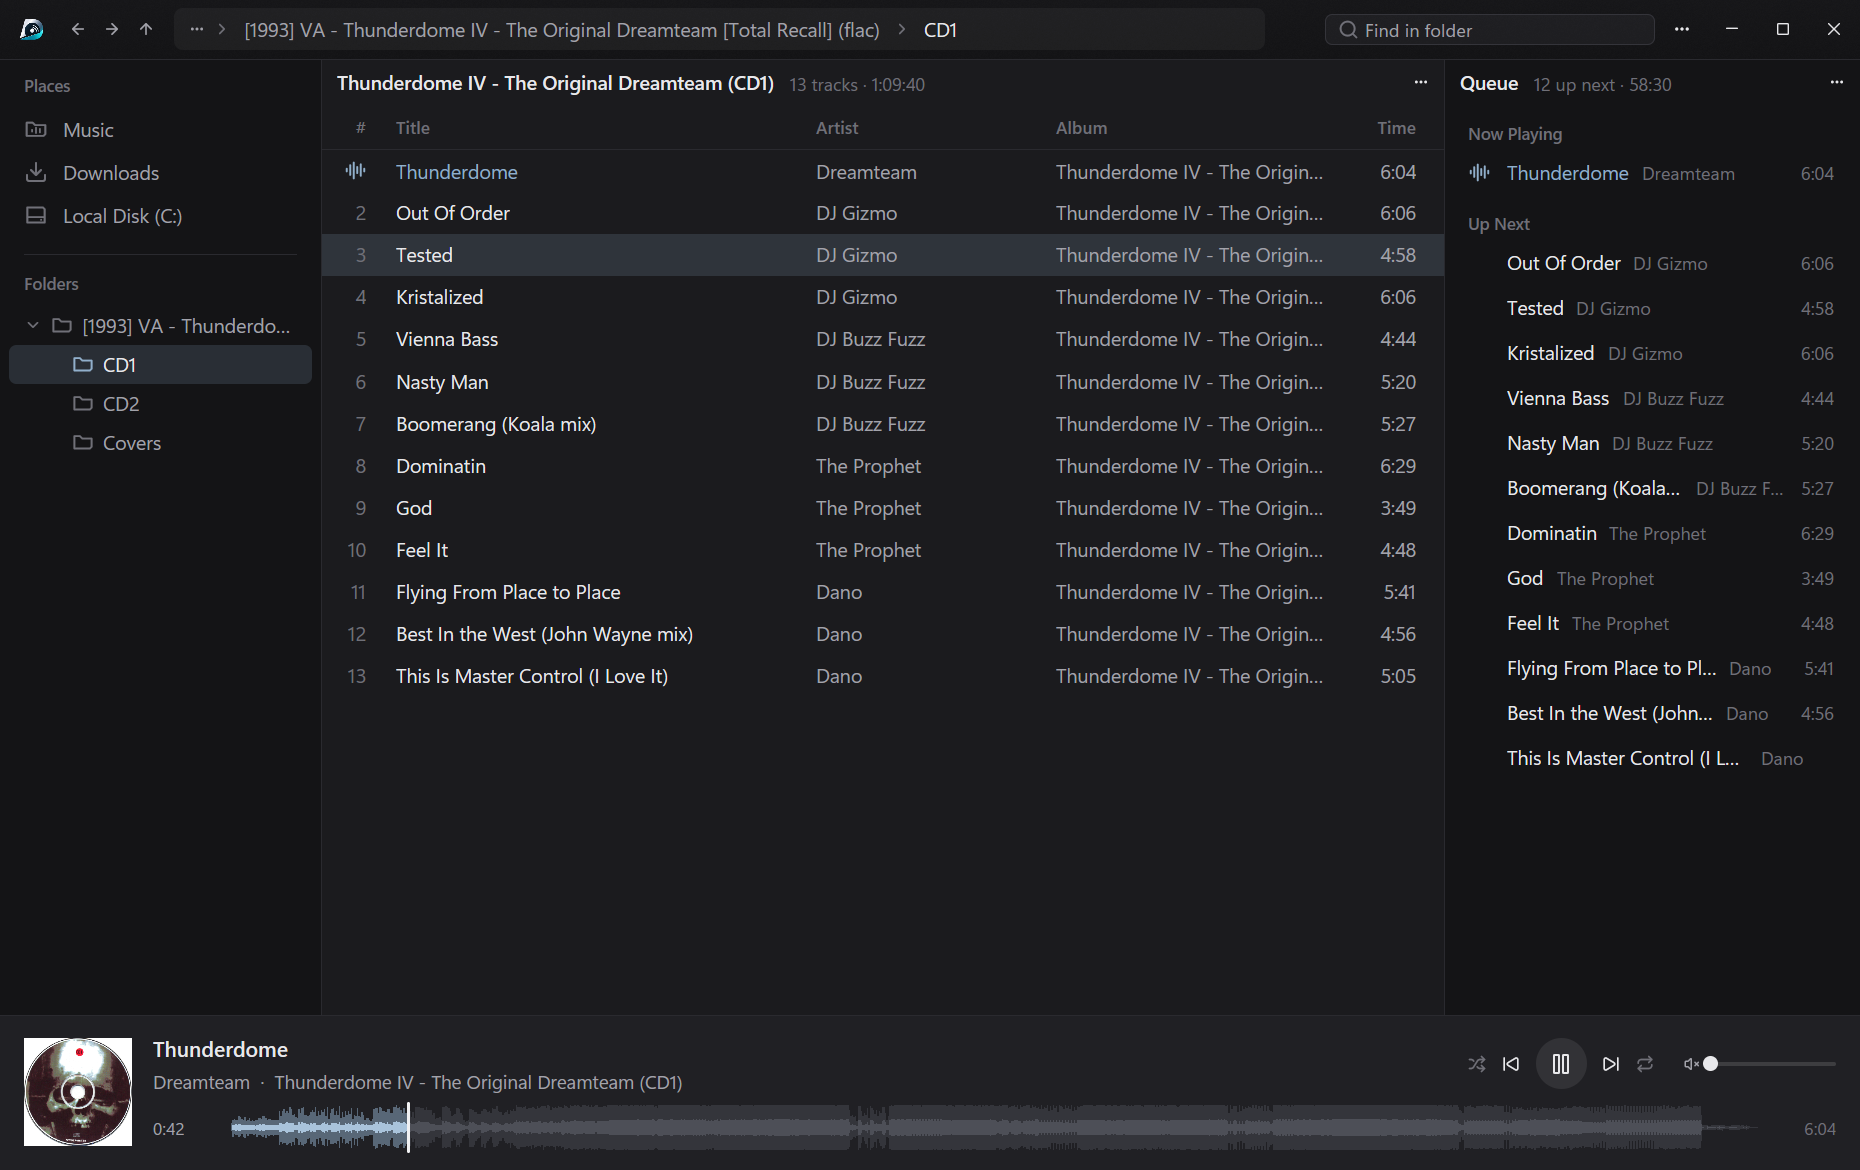 [1993] VA - Thunderdome IV - The Original Dreamteam [Total Recall] (flac) CD1
Find in folder
Places
Music
Downloads
Local Disk (C:)
Folders
[1993] VA - Thunderdo...
CD1
CD2
Covers
Thunderdome IV - The Original Dreamteam (CD1) 13 tracks · 1:09:40
# Title Artist Album Time
Thunderdome Dreamteam Thunderdome IV - The Origin... 6:04
2 Out Of Order DJ Gizmo Thunderdome IV - The Origin... 6:06
3 Tested DJ Gizmo Thunderdome IV - The Origin... 4:58
4 Kristalized DJ Gizmo Thunderdome IV - The Origin... 6:06
5 Vienna Bass DJ Buzz Fuzz Thunderdome IV - The Origin... 4:44
6 Nasty Man DJ Buzz Fuzz Thunderdome IV - The Origin... 5:20
7 Boomerang (Koala mix) DJ Buzz Fuzz Thunderdome IV - The Origin... 5:27
8 Dominatin The Prophet Thunderdome IV - The Origin... 6:29
9 God The Prophet Thunderdome IV - The Origin... 3:49
10 Feel It The Prophet Thunderdome IV - The Origin... 4:48
11 Flying From Place to Place Dano Thunderdome IV - The Origin... 5:41
12 Best In the West (John Wayne mix) Dano Thunderdome IV - The Origin... 4:56
13 This Is Master Control (I Love It) Dano Thunderdome IV - The Origin... 5:05
Queue 12 up next · 58:30
Now Playing
Thunderdome Dreamteam 6:04
Up Next
Out Of Order DJ Gizmo 6:06
Tested DJ Gizmo 4:58
Kristalized DJ Gizmo 6:06
Vienna Bass DJ Buzz Fuzz 4:44
Nasty Man DJ Buzz Fuzz 5:20
Boomerang (Koala... DJ Buzz F... 5:27
Dominatin The Prophet 6:29
God The Prophet 3:49
Feel It The Prophet 4:48
Flying From Place to Pl... Dano 5:41
Best In the West (John... Dano 4:56
This Is Master Control (I L... Dano
Thunderdome
Dreamteam · Thunderdome IV - The Original Dreamteam (CD1)
0:42
6:04